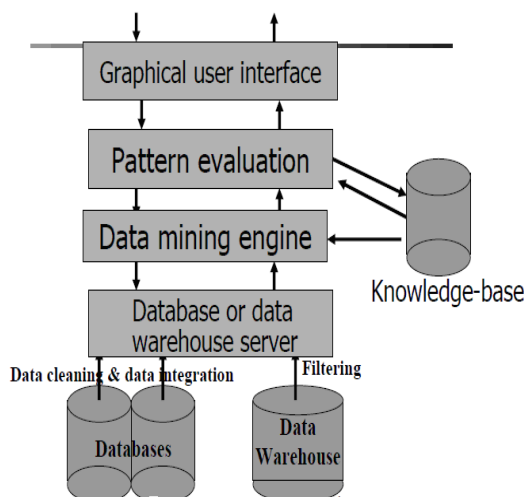 Graphical user interface
Pattern evaluation
Data mining engine
Knowledge-base
Database or data
warehouse server
Data cleaning & data integration
Filtering
Databases
Data
Warehouse